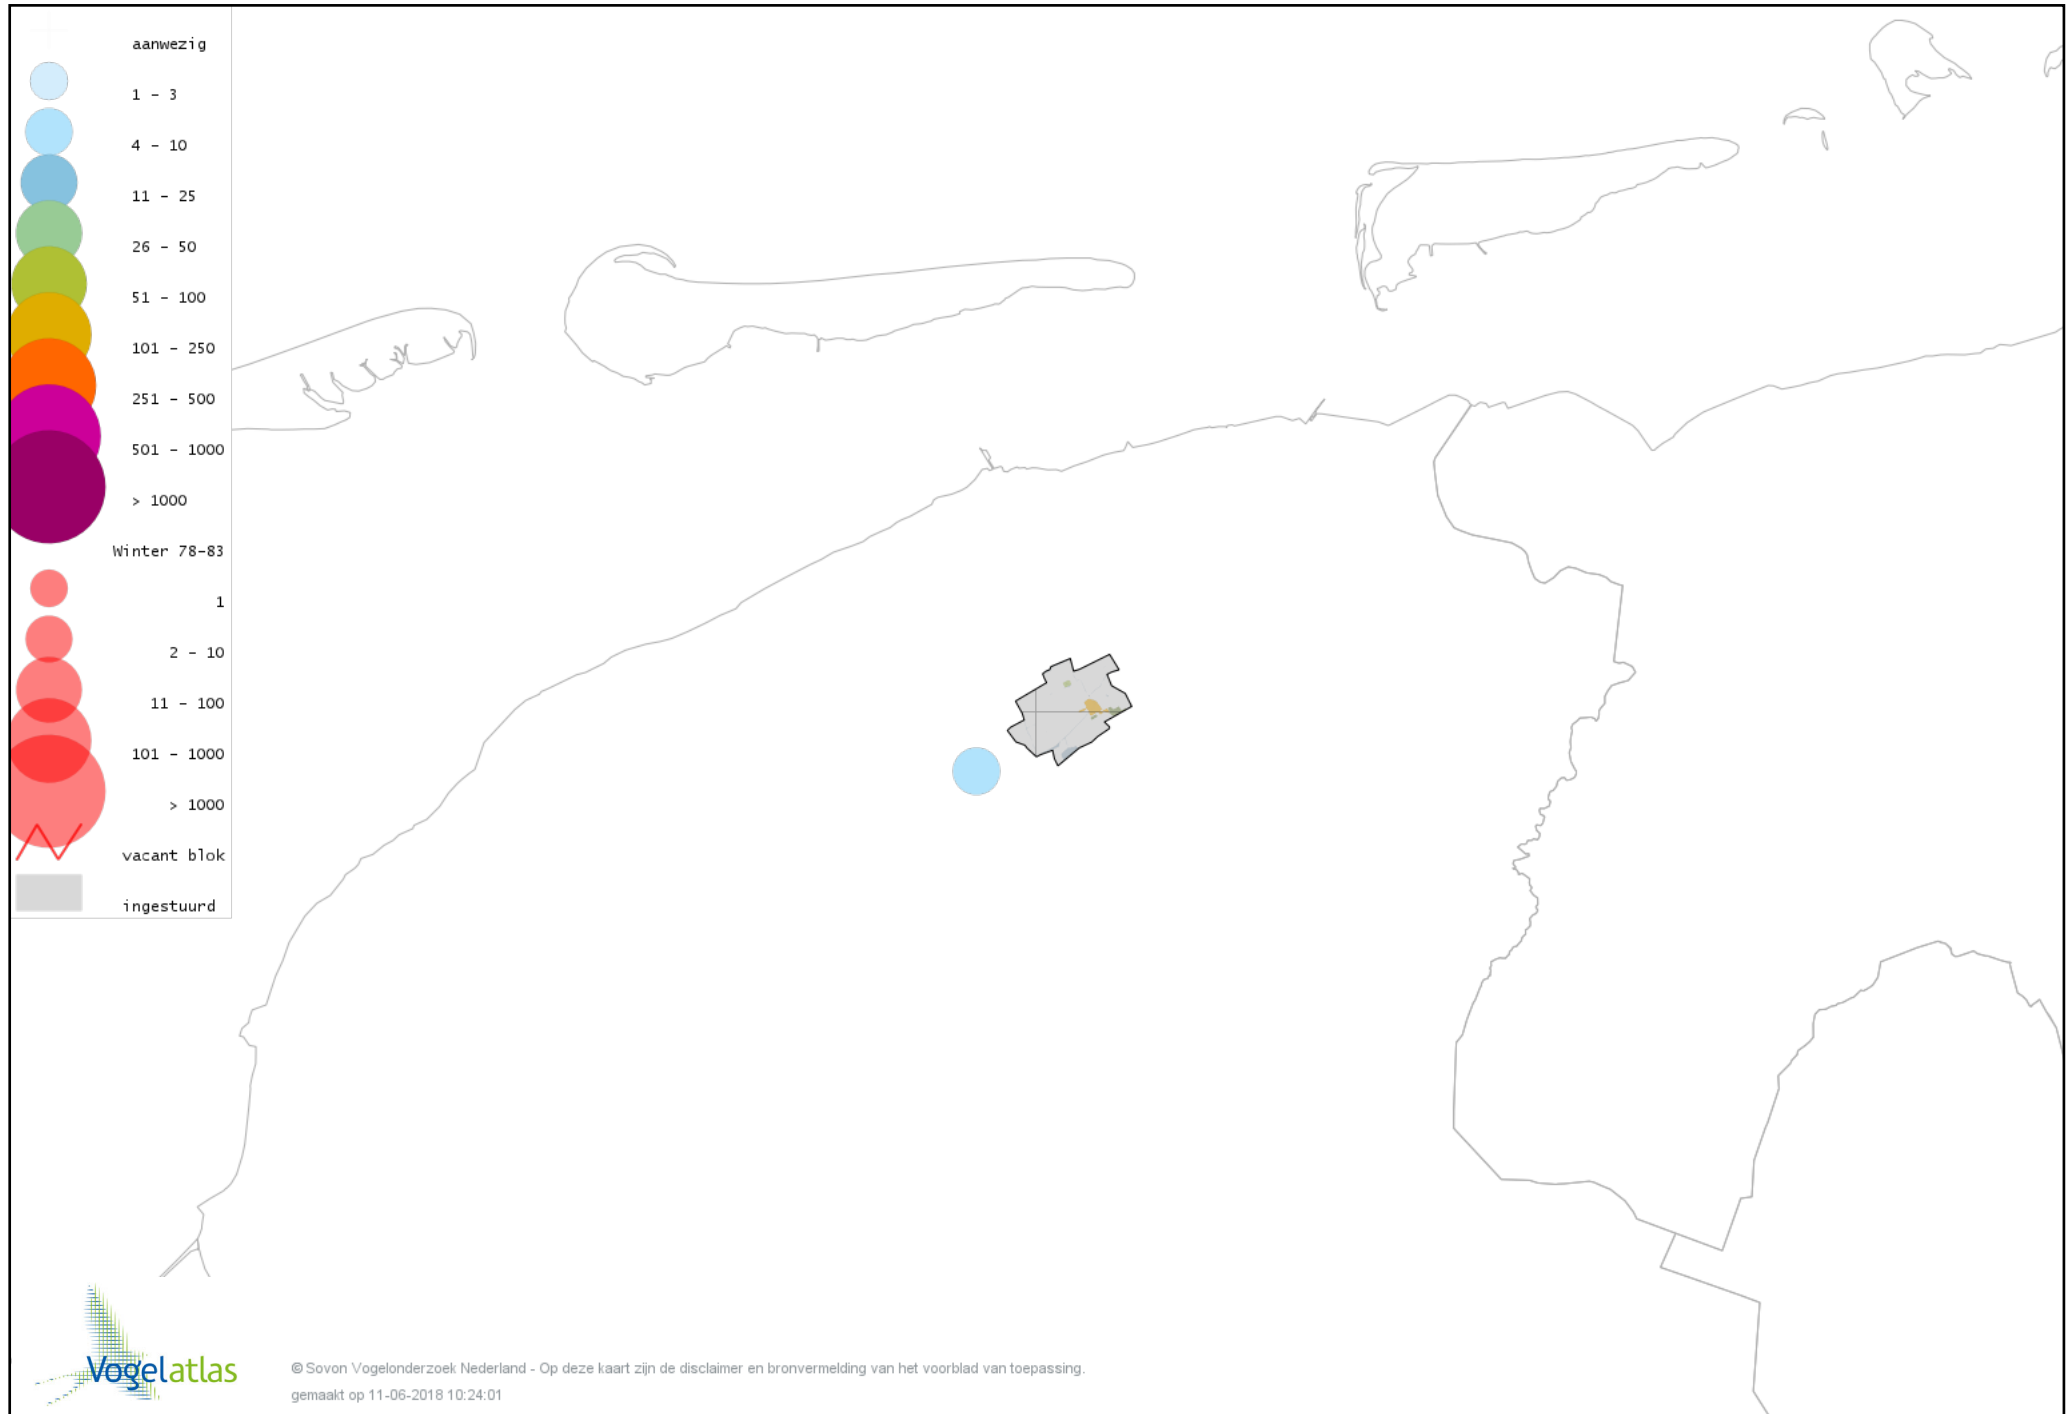 aanwezig
1 - 3
4 - 10
11 - 25
26 - 50
51 - 100
101 - 250
251 - 500
501 - 1000
> 1000
Winter 78-83
1
2 - 10
11 - 100
101 - 1000
> 1000
vacant blok
ingestuurd
Vogelatlas
© Sovon Vogelonderzoek Nederland - Op deze kaart zijn de disclaimer en bronvermelding van het voorblad van toepassing.
gemaakt op 11-06-2018 10:24:01